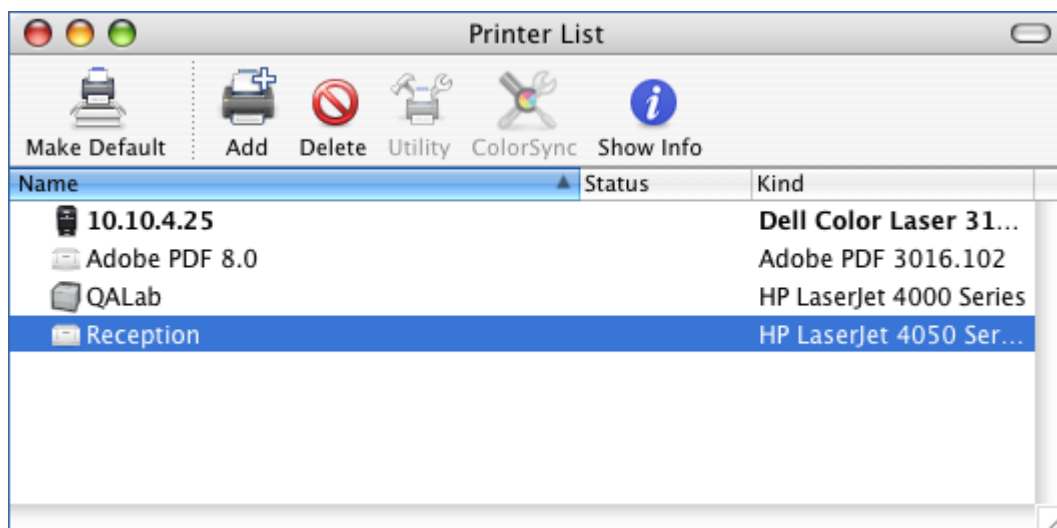 Printer List
Make Default Add Delete Utility ColorSync Show Info
Name Status Kind
10.10.4.25 Dell Color Laser 31...
Adobe PDF 8.0 Adobe PDF 3016.102
QALab HP LaserJet 4000 Series
Reception HP LaserJet 4050 Ser...